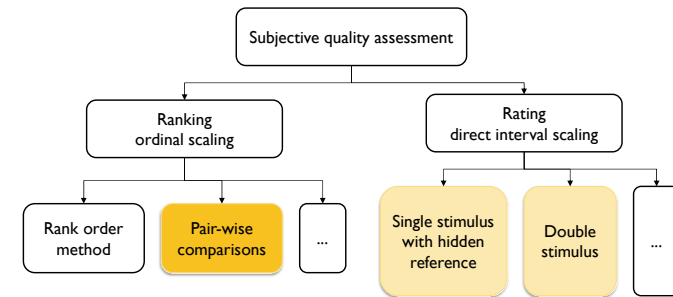 Subjective quality assessment
Ranking
ordinal scaling
Rating
direct interval scaling
Rank order
method
Pair-wise
comparisons
...
Single stimulus
with hidden
reference
Double
stimulus
...